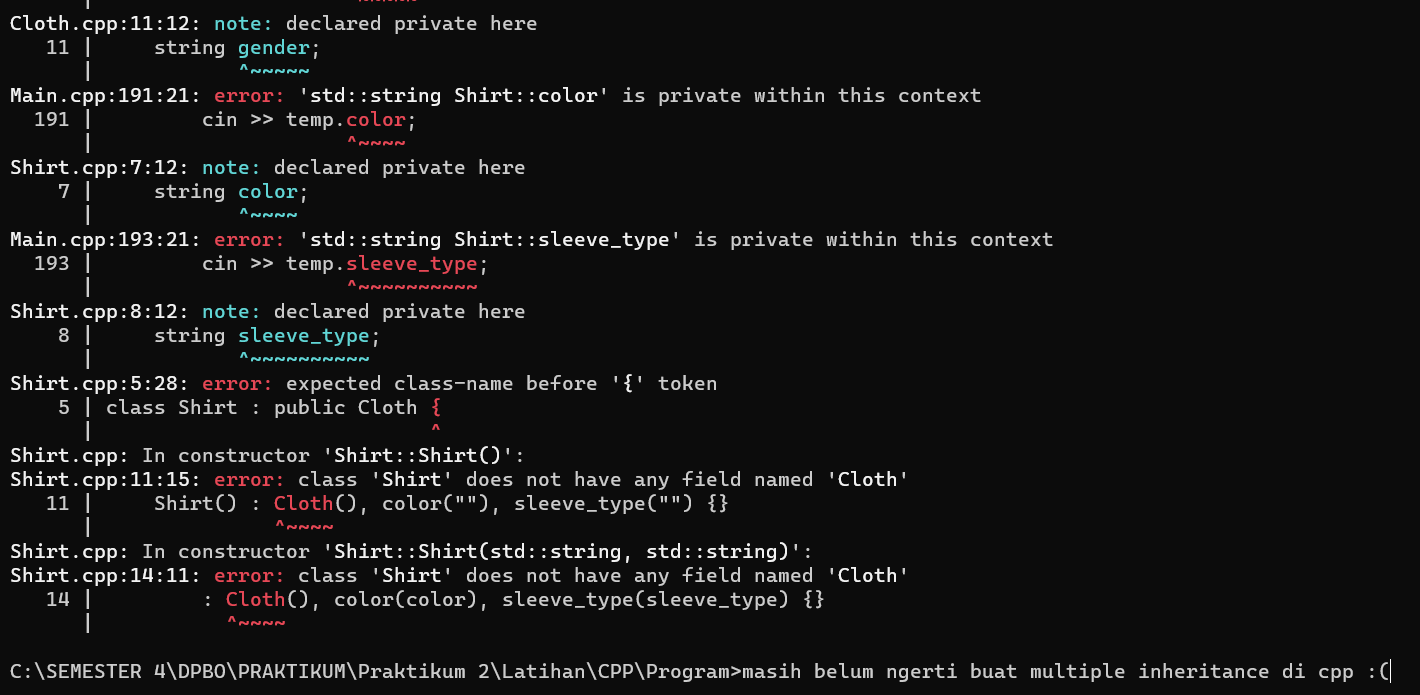 Cloth.cpp:11:12: note: declared private here
   11 |     string gender;
      |            ^~~~~~
Main.cpp:191:21: error: 'std::string Shirt::color' is private within this context
  191 |         cin >> temp.color;
      |                     ^~~~~
Shirt.cpp:7:12: note: declared private here
    7 |     string color;
      |            ^~~~~
Main.cpp:193:21: error: 'std::string Shirt::sleeve_type' is private within this context
  193 |         cin >> temp.sleeve_type;
      |                     ^~~~~~~~~~~
Shirt.cpp:8:12: note: declared private here
    8 |     string sleeve_type;
      |            ^~~~~~~~~~~
Shirt.cpp:5:28: error: expected class-name before '{' token
    5 | class Shirt : public Cloth {
      |                            ^
Shirt.cpp: In constructor 'Shirt::Shirt()':
Shirt.cpp:11:15: error: class 'Shirt' does not have any field named 'Cloth'
   11 |     Shirt() : Cloth(), color(""), sleeve_type("") {}
      |               ^~~~~
Shirt.cpp: In constructor 'Shirt::Shirt(std::string, std::string)':
Shirt.cpp:14:11: error: class 'Shirt' does not have any field named 'Cloth'
   14 |         : Cloth(), color(color), sleeve_type(sleeve_type) {}
      |           ^~~~~
C:\SEMESTER 4\DPBO\PRAKTIKUM\Praktikum 2\Latihan\CPP\Program>masih belum ngerti buat multiple inheritance di cpp :(